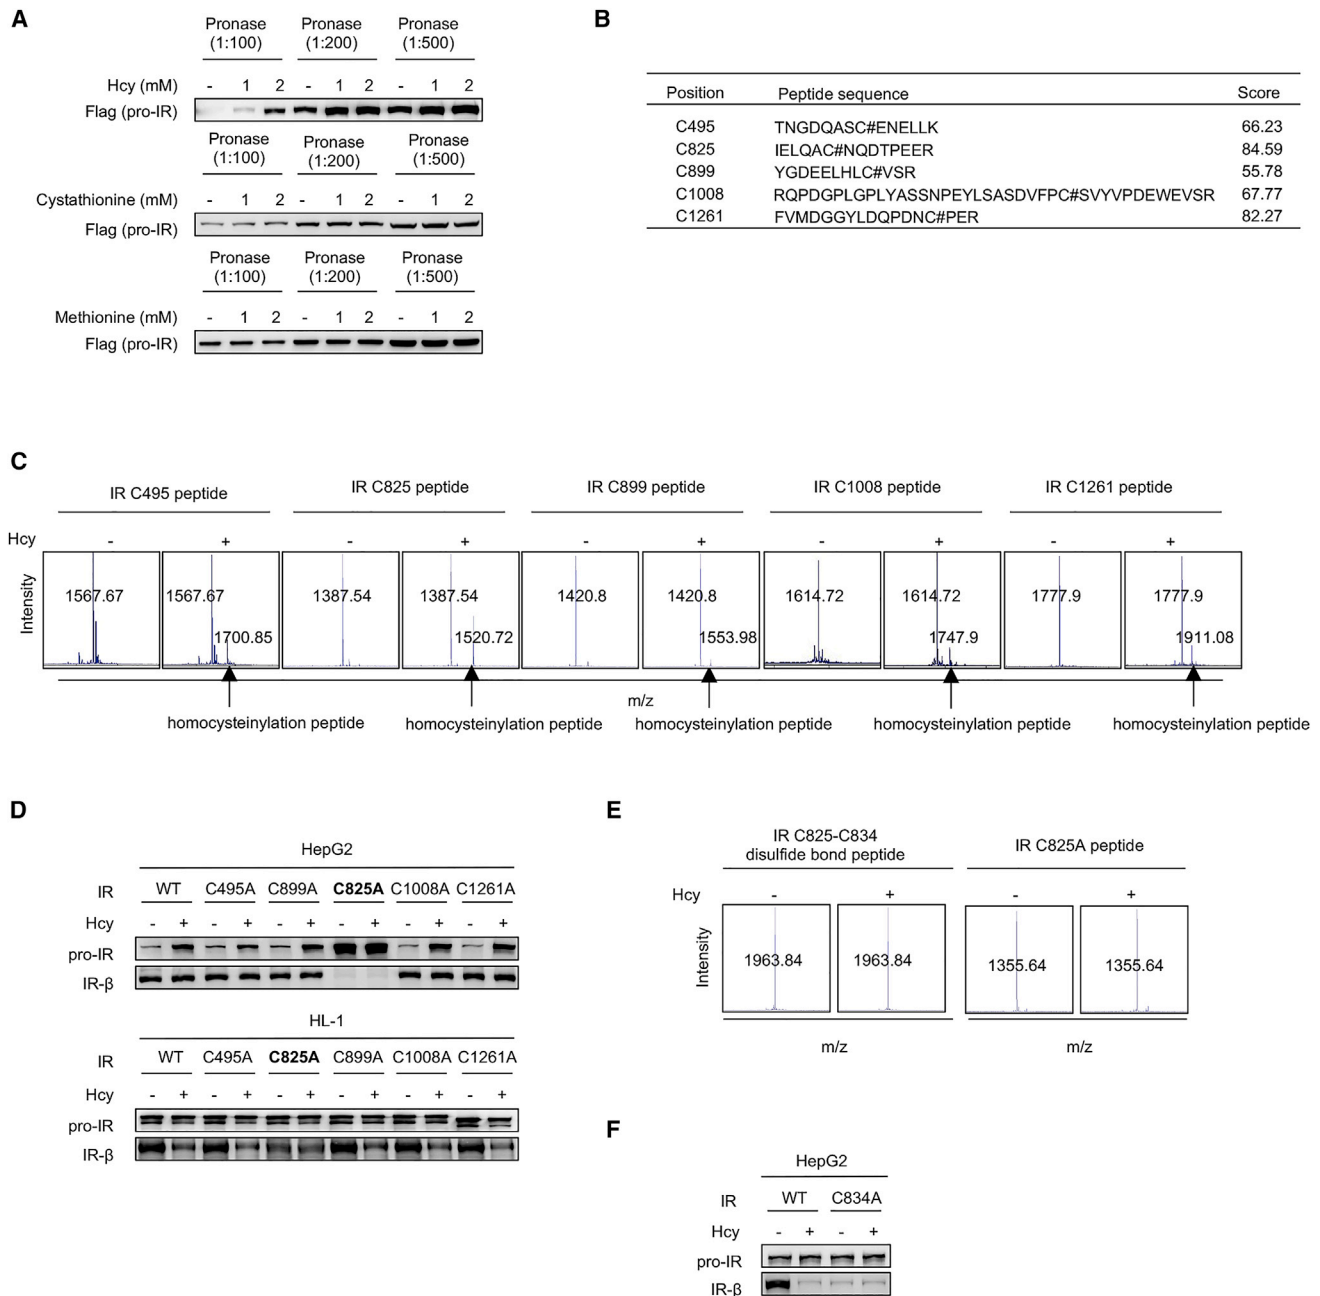 A
Pronase (1:100) Pronase (1:200) Pronase (1:500)
Hcy (mM) - 1 2 - 1 2 - 1 2
Flag (pro-IR)
Pronase (1:100) Pronase (1:200) Pronase (1:500)
Cystathionine (mM) - 1 2 - 1 2 - 1 2
Flag (pro-IR)
Pronase (1:100) Pronase (1:200) Pronase (1:500)
Methionine (mM) - 1 2 - 1 2 - 1 2
Flag (pro-IR)
B
Position Peptide sequence Score
C495 TNGDQASC#ENELLK 66.23
C825 IELQAC#NQDTPEER 84.59
C899 YGDEELHLC#VSR 55.78
C1008 RQPDGPLGPLYASSNPEYLSASDVFPC#SVYVPDEWEVSR 67.77
C1261 FVMDGGYLDQPDNC#PER 82.27
C
IR C495 peptide IR C825 peptide IR C899 peptide IR C1008 peptide IR C1261 peptide
Hcy - + - + - + - + - +
Intensity
1567.67 1567.67 1387.54 1387.54 1420.8 1420.8 1614.72 1614.72 1777.9 1777.9
1700.85 1520.72 1553.98 1747.9 1911.08
m/z
homocysteinylation peptide homocysteinylation peptide homocysteinylation peptide homocysteinylation peptide homocysteinylation peptide
D
HepG2
IR WT C495A C899A C825A C1008A C1261A
Hcy - + - + - + - + - + - +
pro-IR
IR-β
HL-1
IR WT C495A C825A C899A C1008A C1261A
Hcy - + - + - + - + - + - +
pro-IR
IR-β
E
IR C825-C834
disulfide bond peptide
IR C825A peptide
Hcy - + - +
Intensity
1963.84 1963.84 1355.64 1355.64
m/z m/z
F
HepG2
IR WT C834A
Hcy - + - +
pro-IR
IR-β